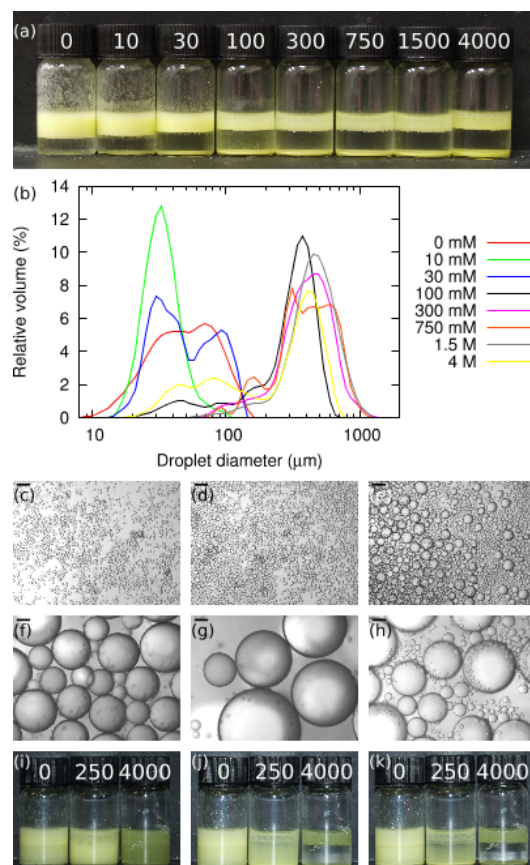 (a)
0 10 30 100 300 750 1500 4000
(b)
14
12
10
8
6
4
2
0
Relative volume (%)
10 100 1000
Droplet diameter (μm)
0 mM
10 mM
30 mM
100 mM
300 mM
750 mM
1.5 M
4 M
(c) (d)
(f) (g) (h)
(i) (j) (k)
0 250 4000 0 250 4000 0 250 4000